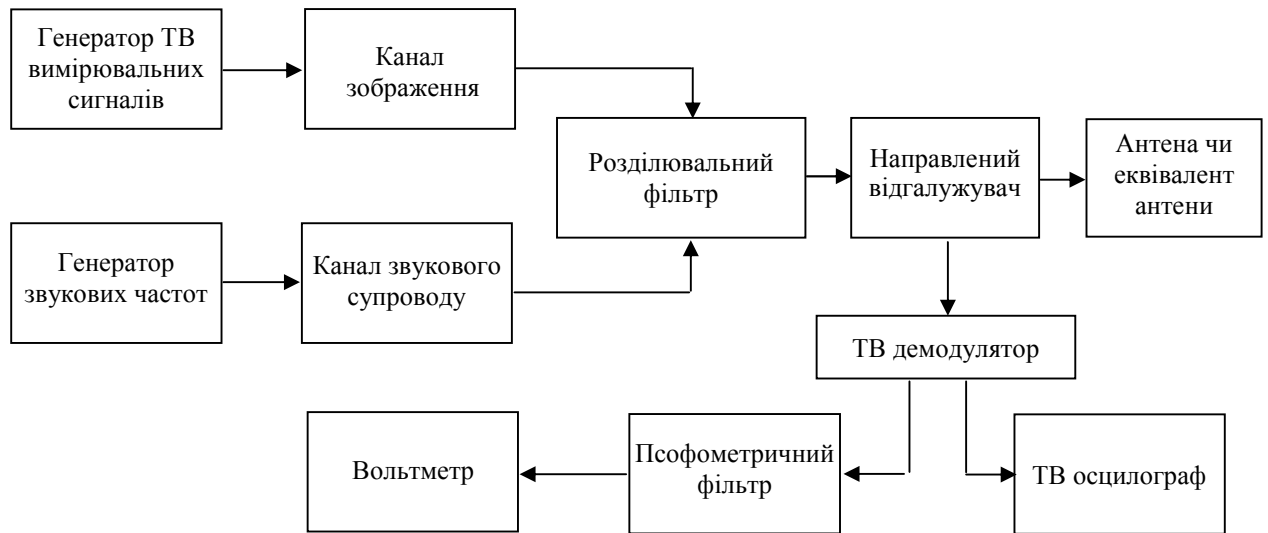 Генератор ТВ
вимірювальних
сигналів
Канал
зображення
Розділювальний
фільтр
Направлений
відгалужувач
Антена чи
еквівалент
антени
Генератор
звукових частот
Канал звукового
супроводу
ТВ демодулятор
Вольтметр
Псофометричний
фільтр
ТВ осцилограф